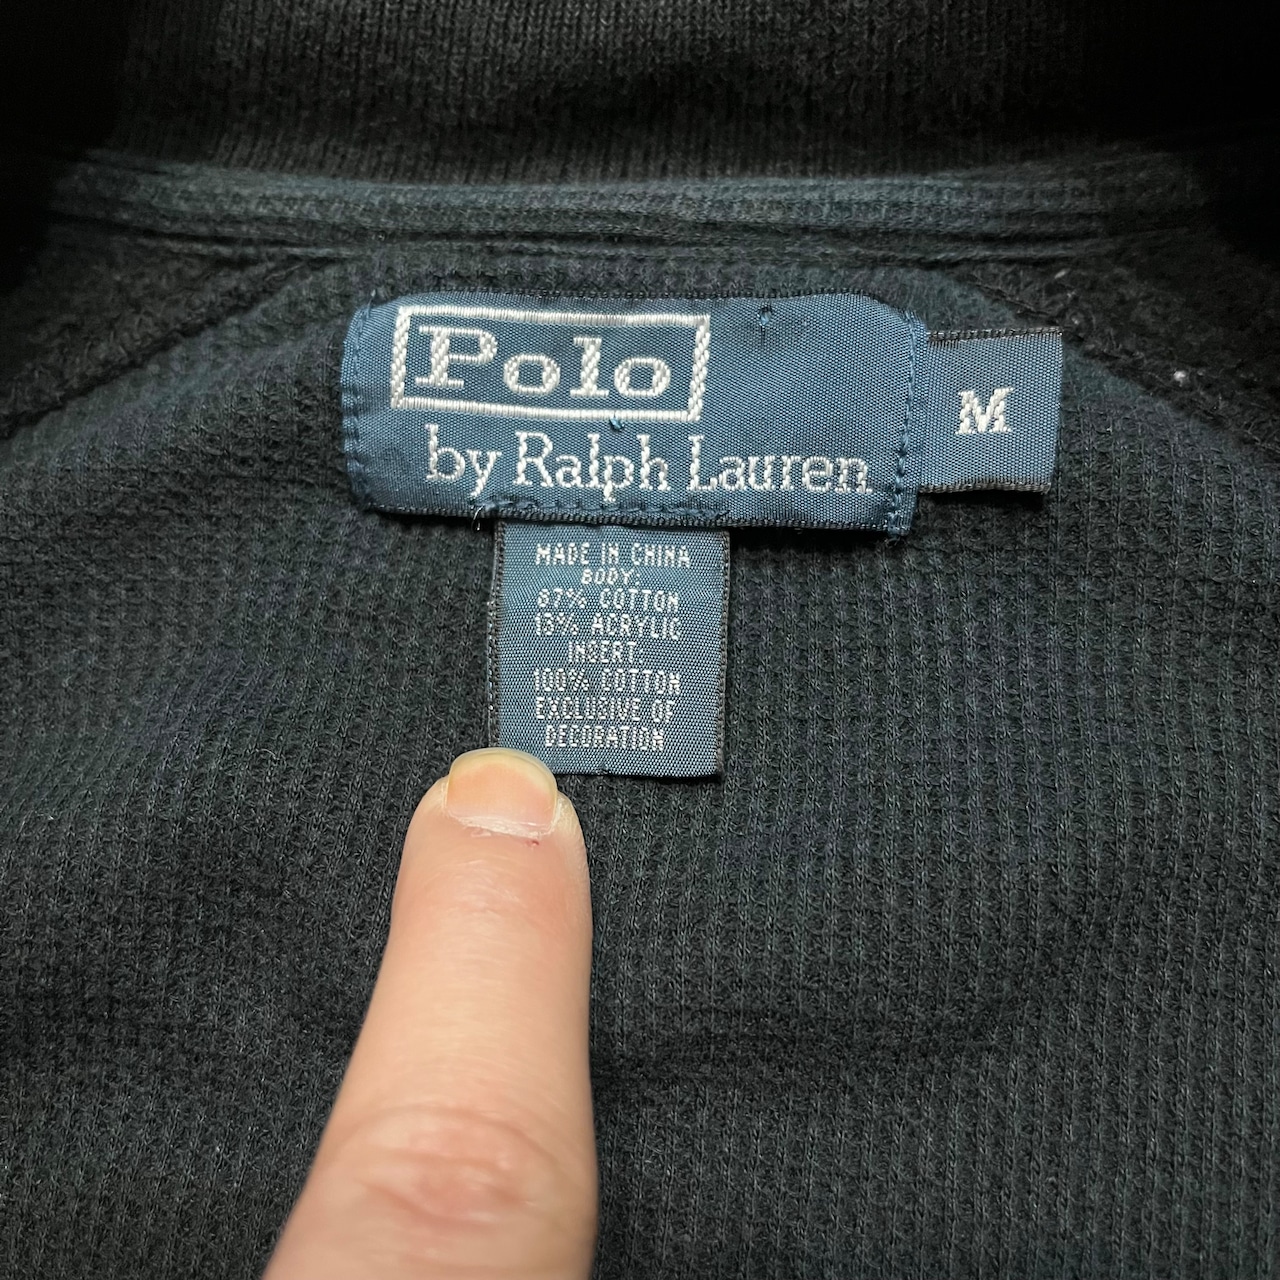 Polo
by Ralph Lauren
M
MADE IN CHINA
BODY:
87% COTTON
13% ACRYLIC
INSERT
100% COTTON
EXCLUSIVE OF
DECORATION